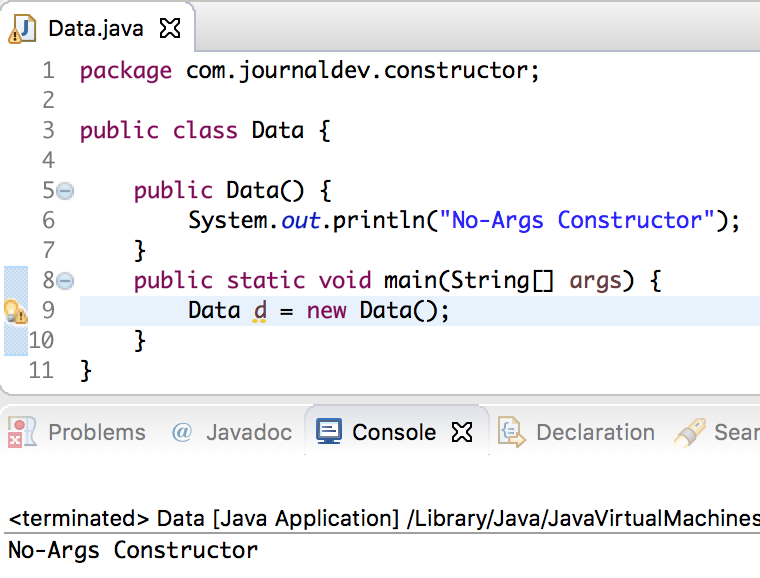 Data.java
1 package com.journaldev.constructor;
2
3 public class Data {
4
5 public Data() {
6 System.out.println("No-Args Constructor");
7 }
8 public static void main(String[] args) {
9 Data d = new Data();
10 }
11 }
Problems @ Javadoc Console Declaration Sear
<terminated> Data [Java Application] /Library/Java/JavaVirtualMachines
No-Args Constructor